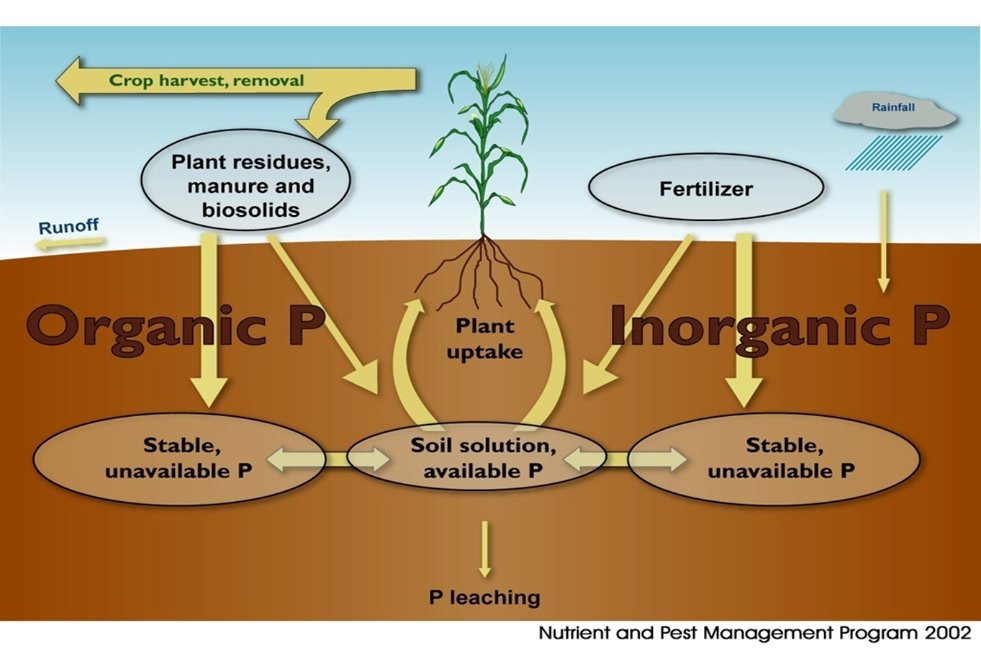 Crop harvest, removal
Rainfall
Plant residues,
manure and
biosolids
Fertilizer
Runoff
Organic P
Inorganic P
Plant
uptake
Stable,
unavailable P
Soil solution,
available P
Stable,
unavailable P
P leaching
Nutrient and Pest Management Program 2002